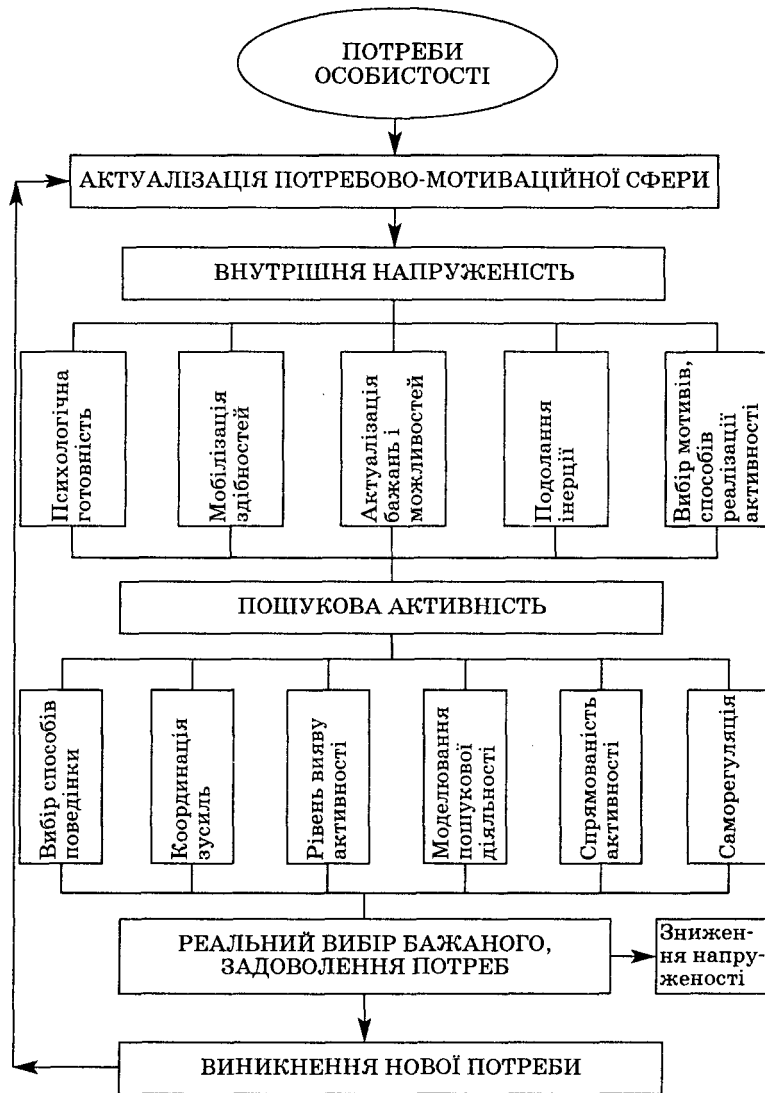 ПОТРЕБИ
ОСОБИСТОСТІ
АКТУАЛІЗАЦІЯ ПОТРЕБОВО-МОТИВАЦІЙНОЇ СФЕРИ
ВНУТРІШНЯ НАПРУЖЕНІСТЬ
Психологічна
готовність
Мобілізація
здібностей
Актуалізація
бажань і
можливостей
Подолання
інерції
Вибір мотивів,
способів
реалізації
активності
ПОШУКОВА АКТИВНІСТЬ
Вибір способів
поведінки
Координація
зусиль
Рівень вияву
активності
Моделювання
пошукової
діяльності
Спрямованість
активності
Саморегуляція
РЕАЛЬНИЙ ВИБІР БАЖАНОГО,
ЗАДОВОЛЕННЯ ПОТРЕБ
Знижен-
ня напру-
женості
ВИНИКНЕННЯ НОВОЇ ПОТРЕБИ